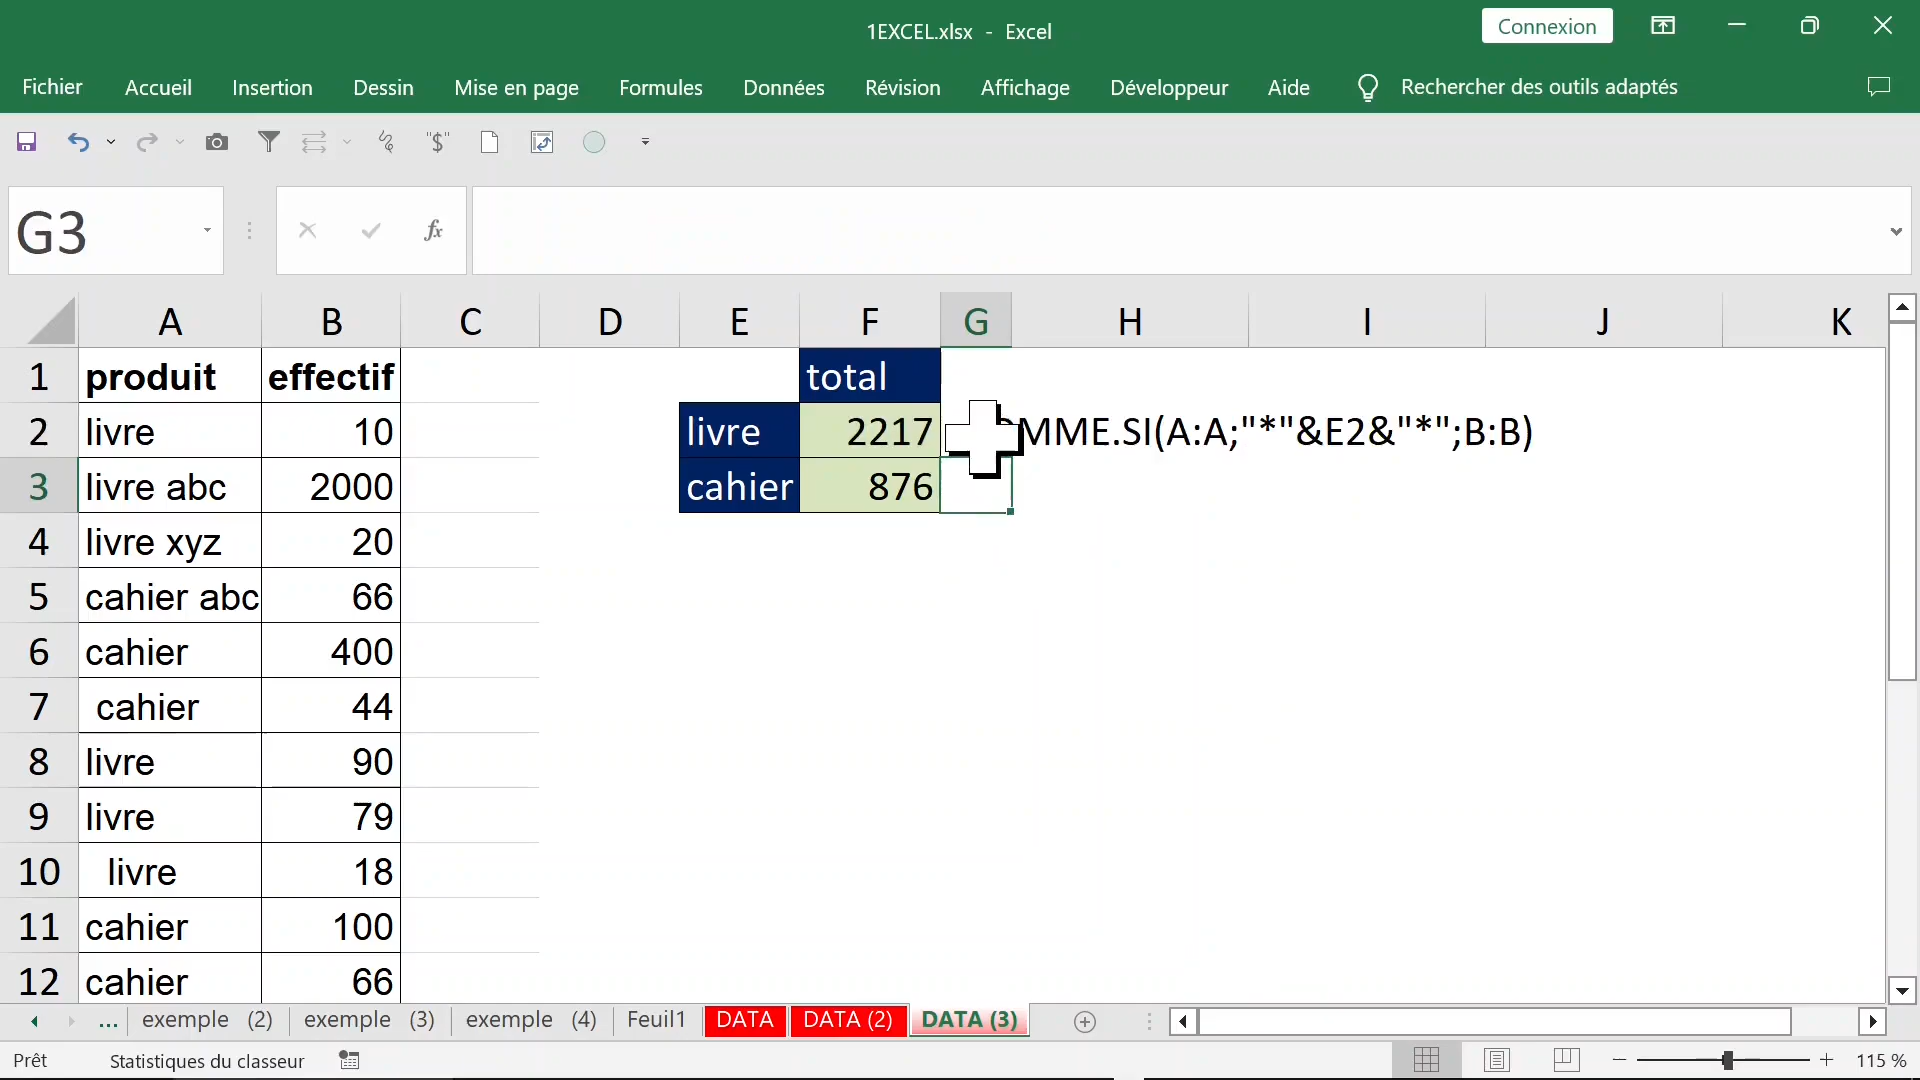 1EXCEL.xlsx - Excel
Connexion
Fichier Accueil Insertion Dessin Mise en page Formules Données Révision Affichage Développeur Aide Rechercher des outils adaptés
"$"
G3 fx
A B C D E F G H I J K
1 produit effectif total
2 livre 10 livre 2217 MME.SI(A:A;"*"&E2&"*";B:B)
3 livre abc 2000 cahier 876
4 livre xyz 20
5 cahier abc 66
6 cahier 400
7 cahier 44
8 livre 90
9 livre 79
10 livre 18
11 cahier 100
12 cahier 66
... exemple (2) exemple (3) exemple (4) Feuil1 DATA DATA (2) DATA (3)
Prêt Statistiques du classeur 115 %